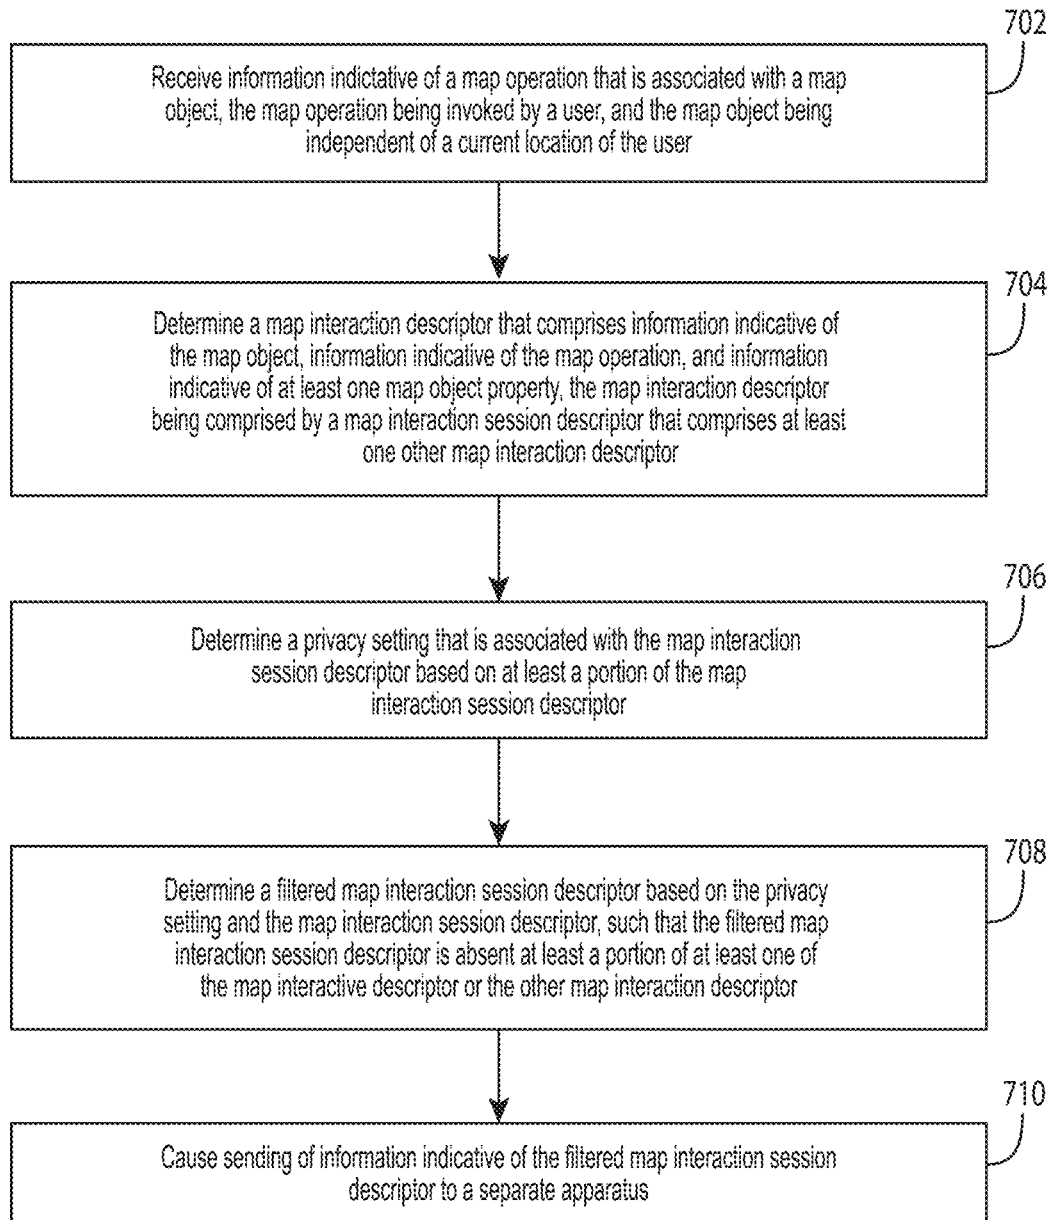 702
Receive information indictative of a map operation that is associated with a map
object, the map operation being invoked by a user, and the map object being
independent of a current location of the user
704
Determine a map interaction descriptor that comprises information indicative of
the map object, information indicative of the map operation, and information
indicative of at least one map object property, the map interaction descriptor
being comprised by a map interaction session descriptor that comprises at least
one other map interaction descriptor
706
Determine a privacy setting that is associated with the map interaction
session descriptor based on at least a portion of the map
interaction session descriptor
708
Determine a filtered map interaction session descriptor based on the privacy
setting and the map interaction session descriptor, such that the filtered map
interaction session descriptor is absent at least a portion of at least one of
the map interactive descriptor or the other map interaction descriptor
710
Cause sending of information indicative of the filtered map interaction session
descriptor to a separate apparatus